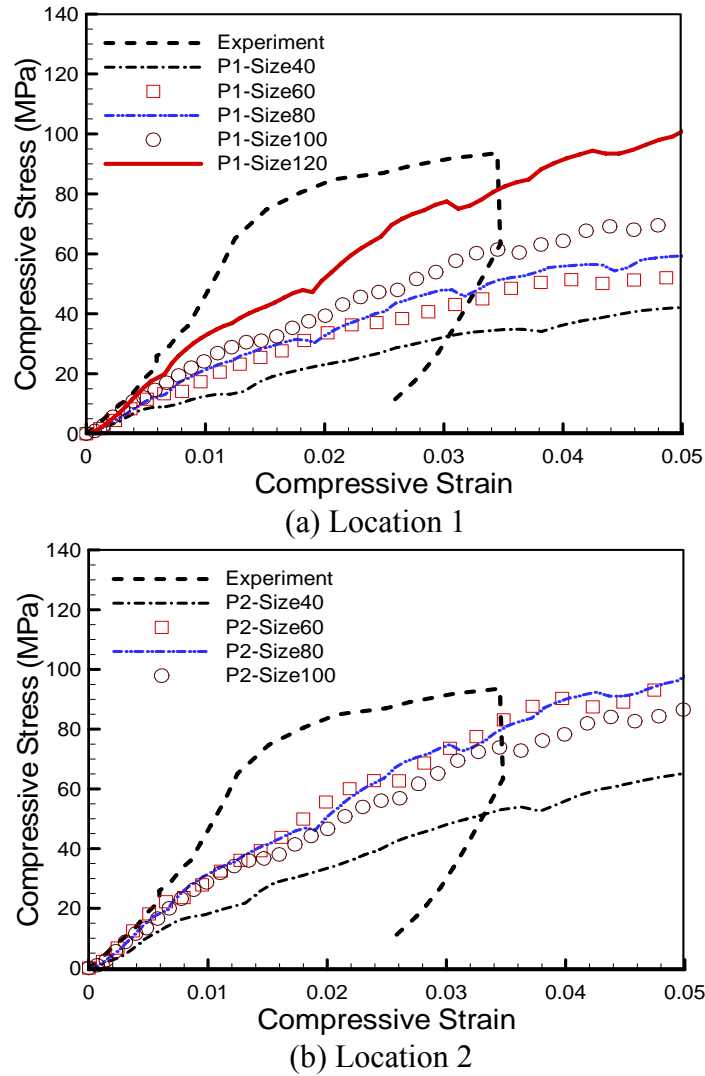 140
120
100
80
60
40
20
0
Compressive Stress (MPa)
Experiment
P1-Size40
P1-Size60
P1-Size80
P1-Size100
P1-Size120
0 0.01 0.02 0.03 0.04 0.05
Compressive Strain
(a) Location 1
140
120
100
80
60
40
20
0
Compressive Stress (MPa)
Experiment
P2-Size40
P2-Size60
P2-Size80
P2-Size100
0 0.01 0.02 0.03 0.04 0.05
Compressive Strain
(b) Location 2